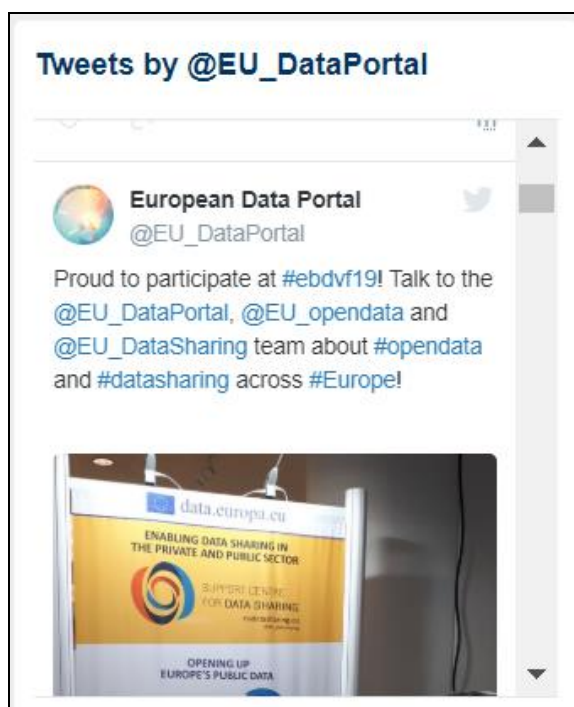 Tweets by @EU_DataPortal
European Data Portal
@EU_DataPortal
Proud to participate at #ebdvf19! Talk to the
@EU_DataPortal, @EU_opendata and
@EU_DataSharing team about #opendata
and #datasharing across #Europe!
data.europa.eu
ENABLING DATA SHARING IN
THE PRIVATE AND PUBLIC SECTOR
SUPPORT CENTRE
FOR DATA SHARING
OPENING UP
EUROPE'S PUBLIC DATA